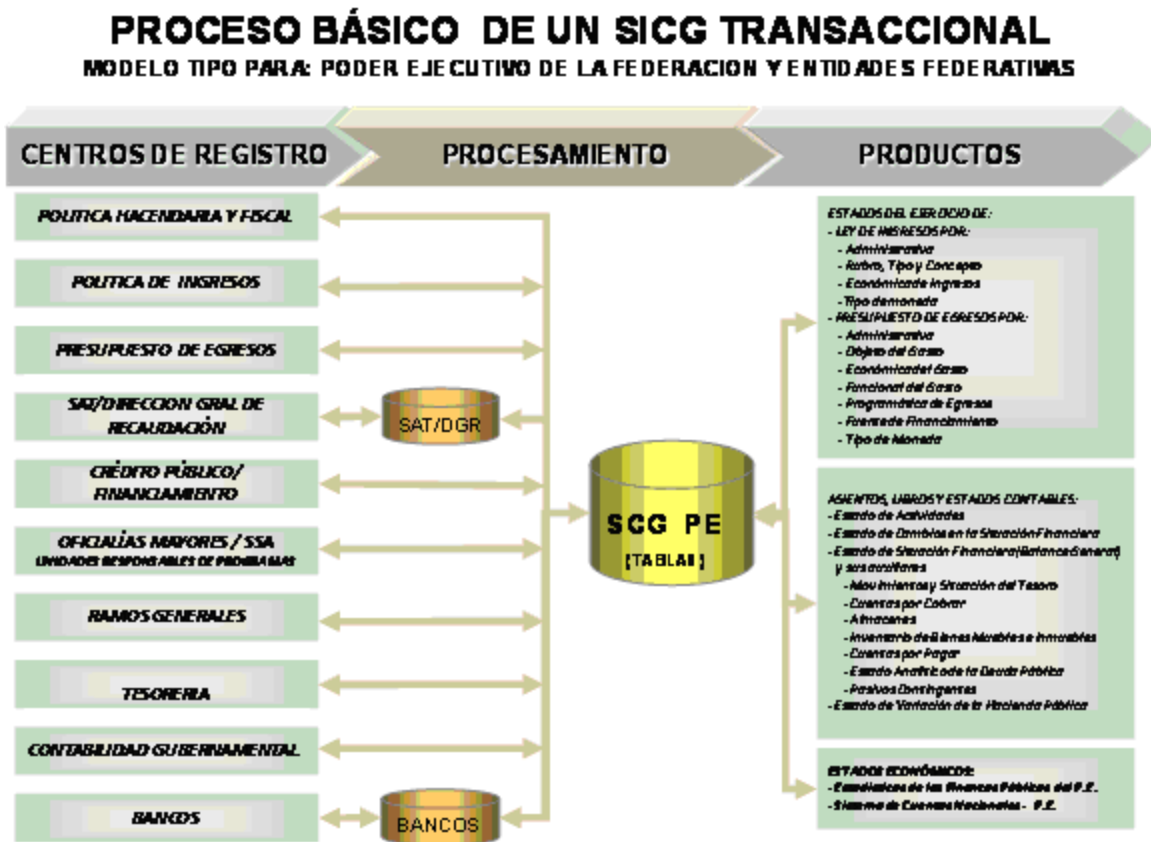 PROCESO BÁSICO DE UN SICG TRANSACCIONAL
MODELO TIPO PARA: PODER EJECUTIVO DE LA FEDERACION Y ENTIDADES FEDERATIVAS
CENTROS DE REGISTRO
PROCESAMIENTO
PRODUCTOS
POLITICA HACENDARIA Y FISCAL
POLITICA DE INGRESOS
PRESUPUESTO DE EGRESOS
SAT/DIRECCION GRAL DE
RECAUDACIÓN
CRÉDITO PÚBLICO/
FINANCIAMIENTO
OFICIALÍAS MAYORES / SSA
UNIDADES RESPONSABLES DE PROGRAMAS
RAMOS GENERALES
TESORERIA
CONTABILIDAD GUBERNAMENTAL
BANCOS
SAT/DGR
BANCOS
SCG PE
(TABLAS)
ESTADOS DEL EJERCICIO DE:
- LEY DE INGRESOS POR:
- Administrativa
- Rubro, Tipo y Concepto
- Económica de Ingresos
- Tipo de moneda
- PRESUPUESTO DE EGRESOS POR:
- Administrativa
- Objeto del Gasto
- Económica del Gasto
- Funcional del Gasto
- Programática de Egresos
- Fuente de Financiamiento
- Tipo de Moneda
ASIENTOS, LIBROS Y ESTADOS CONTABLES:
- Estado de Actividades
- Estado de Cambios en la Situación Financiera
- Estado de Situación Financiera (Balance General)
y sus auxiliares
- Movimientos y Situación del Tesoro
- Cuentas por Cobrar
- Almacenes
- Inventario de Bienes Muebles e Inmuebles
- Cuentas por Pagar
- Estado Analítico de la Deuda Pública
- Pasivos Contingentes
- Estado de Variación de la Hacienda Pública
ESTADOS ECONÓMICOS:
- Estadísticas de las Finanzas Públicas del P.E.
- Sistema de Cuentas Nacionales - P.E.